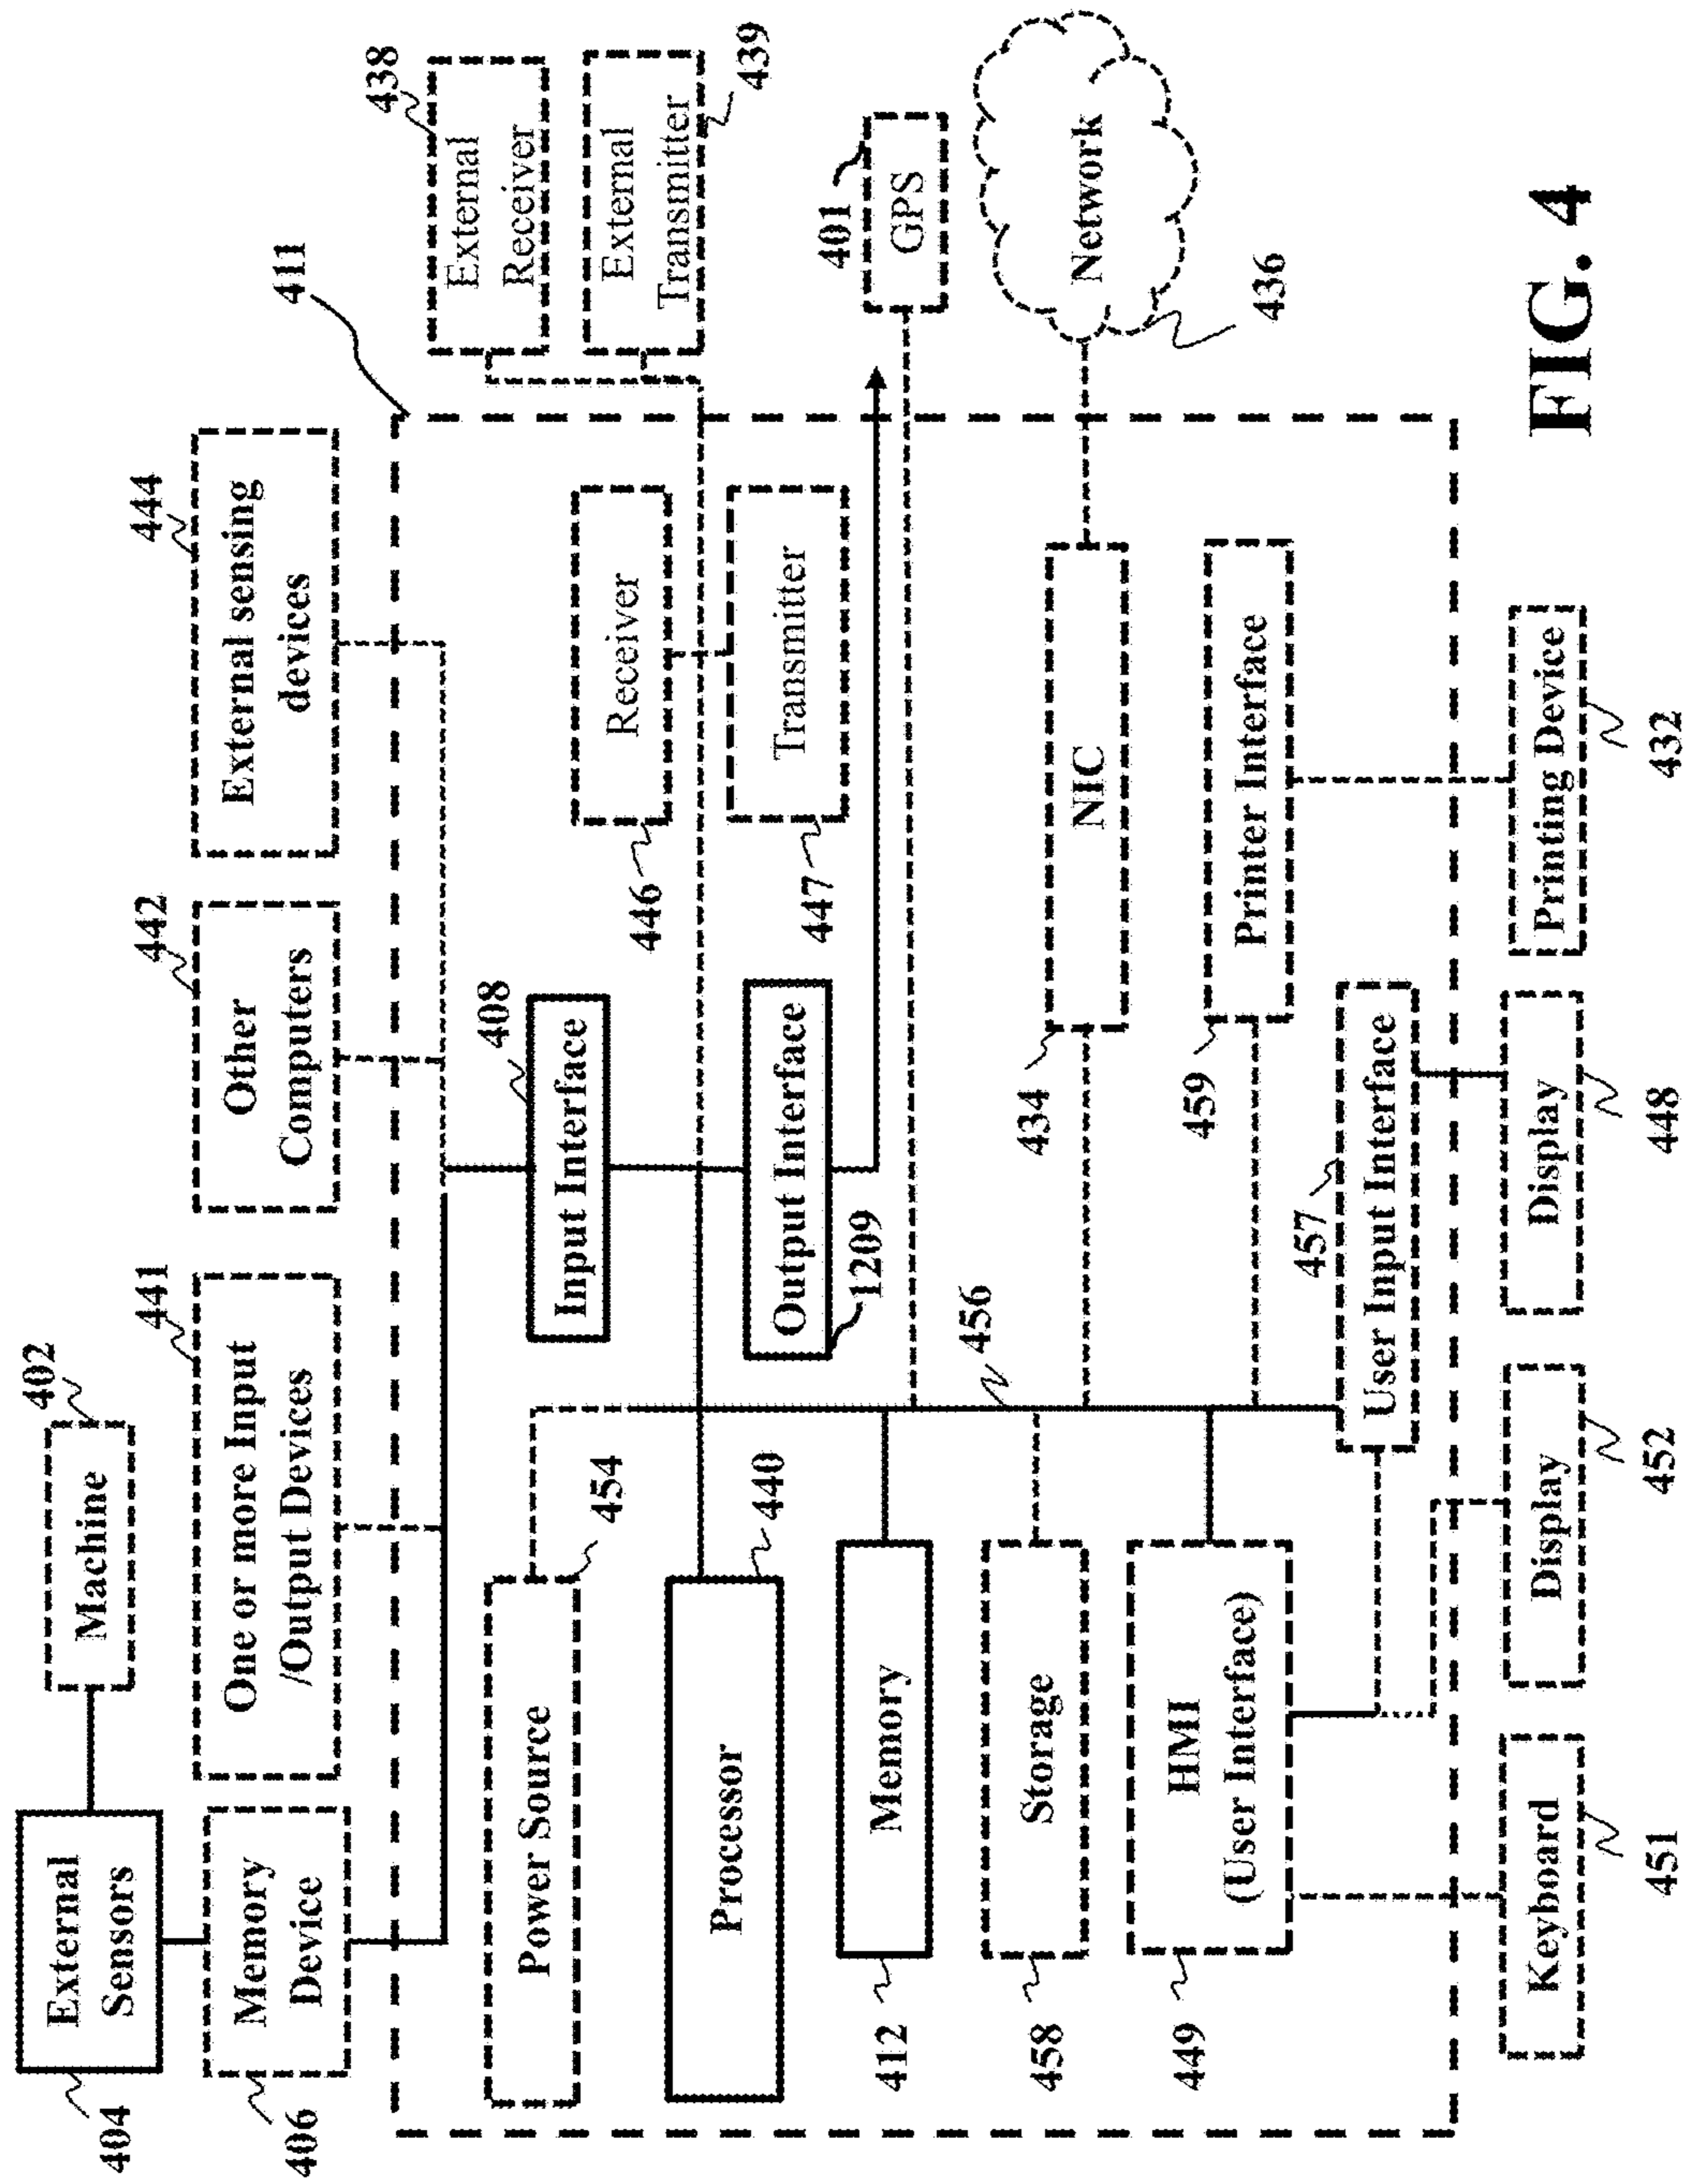 402
Machine
404
External
Sensors
406
Memory
Device
441
One or more Input
/Output Devices
442
Other
Computers
444
External sensing
devices
411
438
External
Receiver
External
Transmitter
439
454
Power Source
408
Input Interface
Receiver
446
440
Processor
Output Interface
1209
Transmitter
447
401
GPS
412
Memory
456
458
Storage
434
NIC
Network
436
449
HMI
(User Interface)
459
Printer Interface
457
User Input Interface
Keyboard
451
Display
452
Display
448
Printing Device
432
FIG. 4